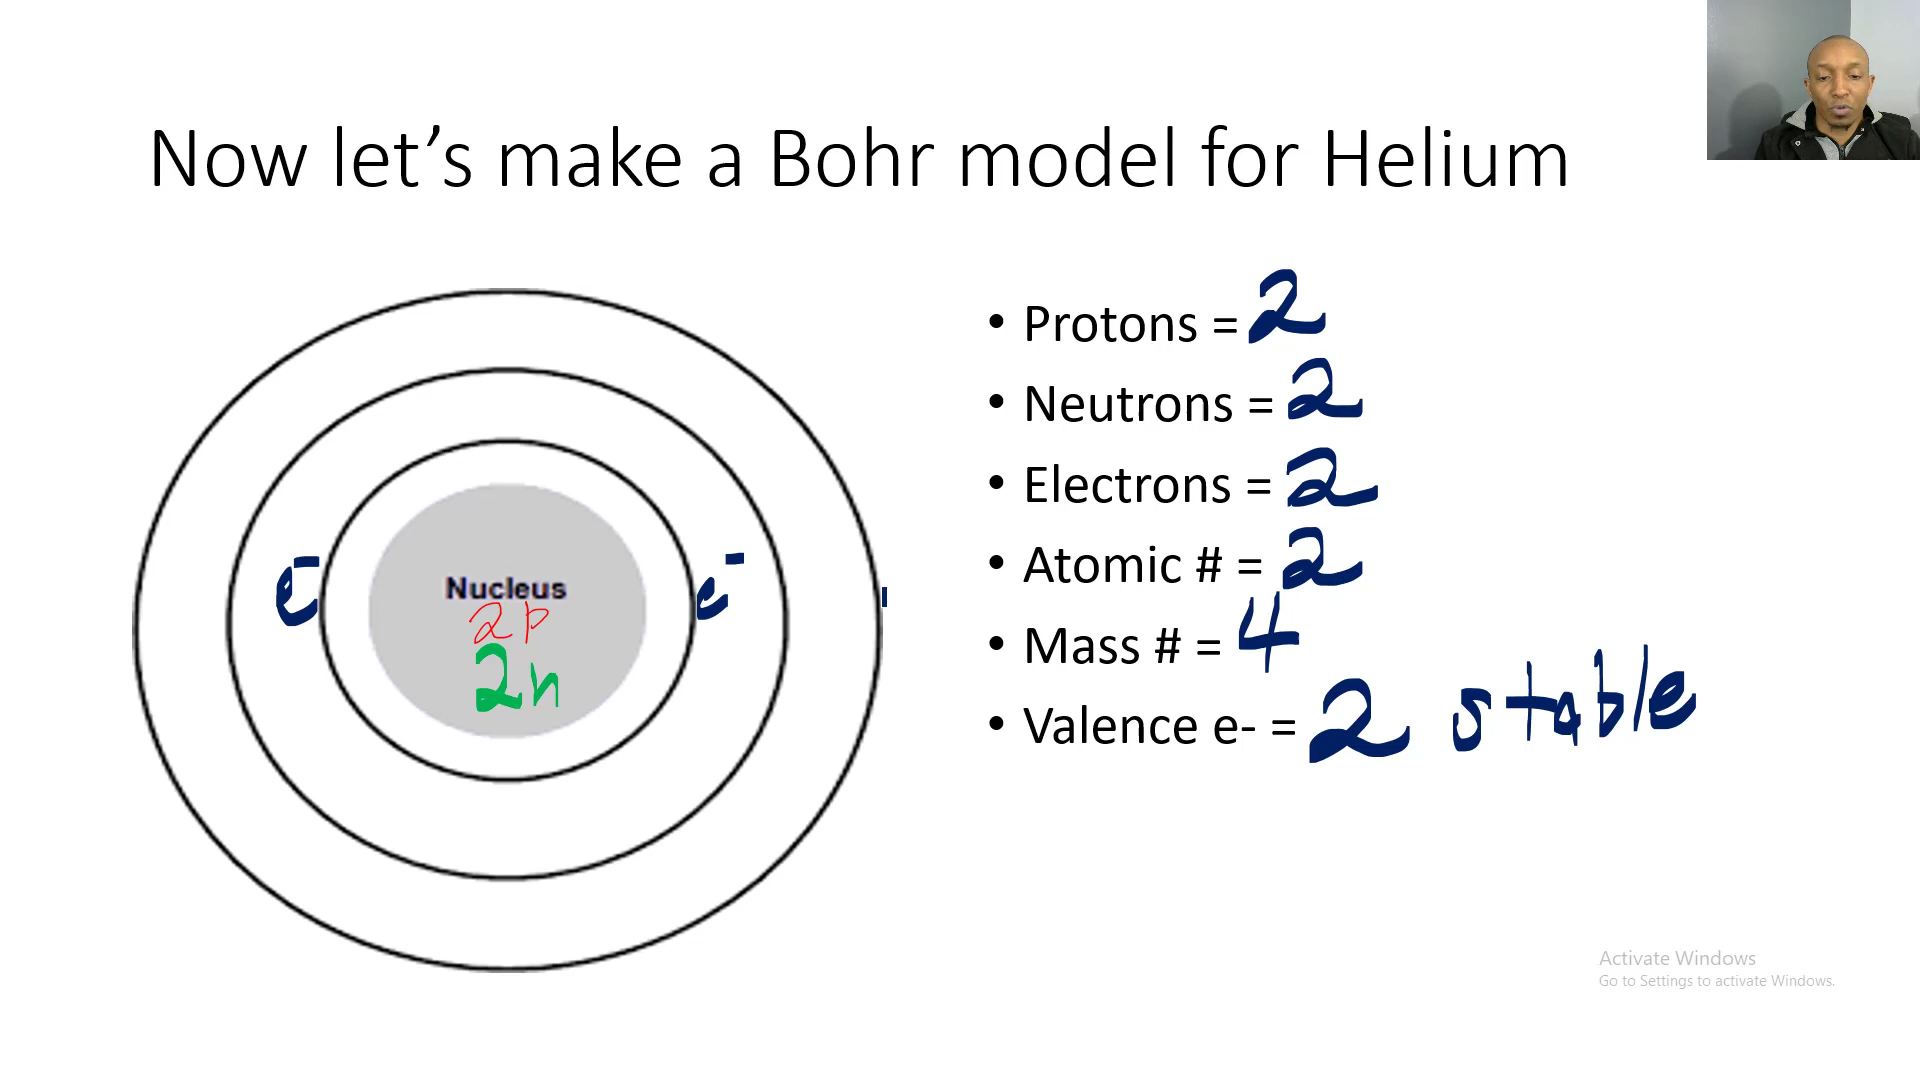 Now let’s make a Bohr model for Helium
• Protons = 2
• Neutrons = 2
• Electrons = 2
• Atomic # = 2
• Mass # = 4
• Valence e- = 2 stable
e-
Nucleus
2p
2n
e-
Activate Windows
Go to Settings to activate Windows.